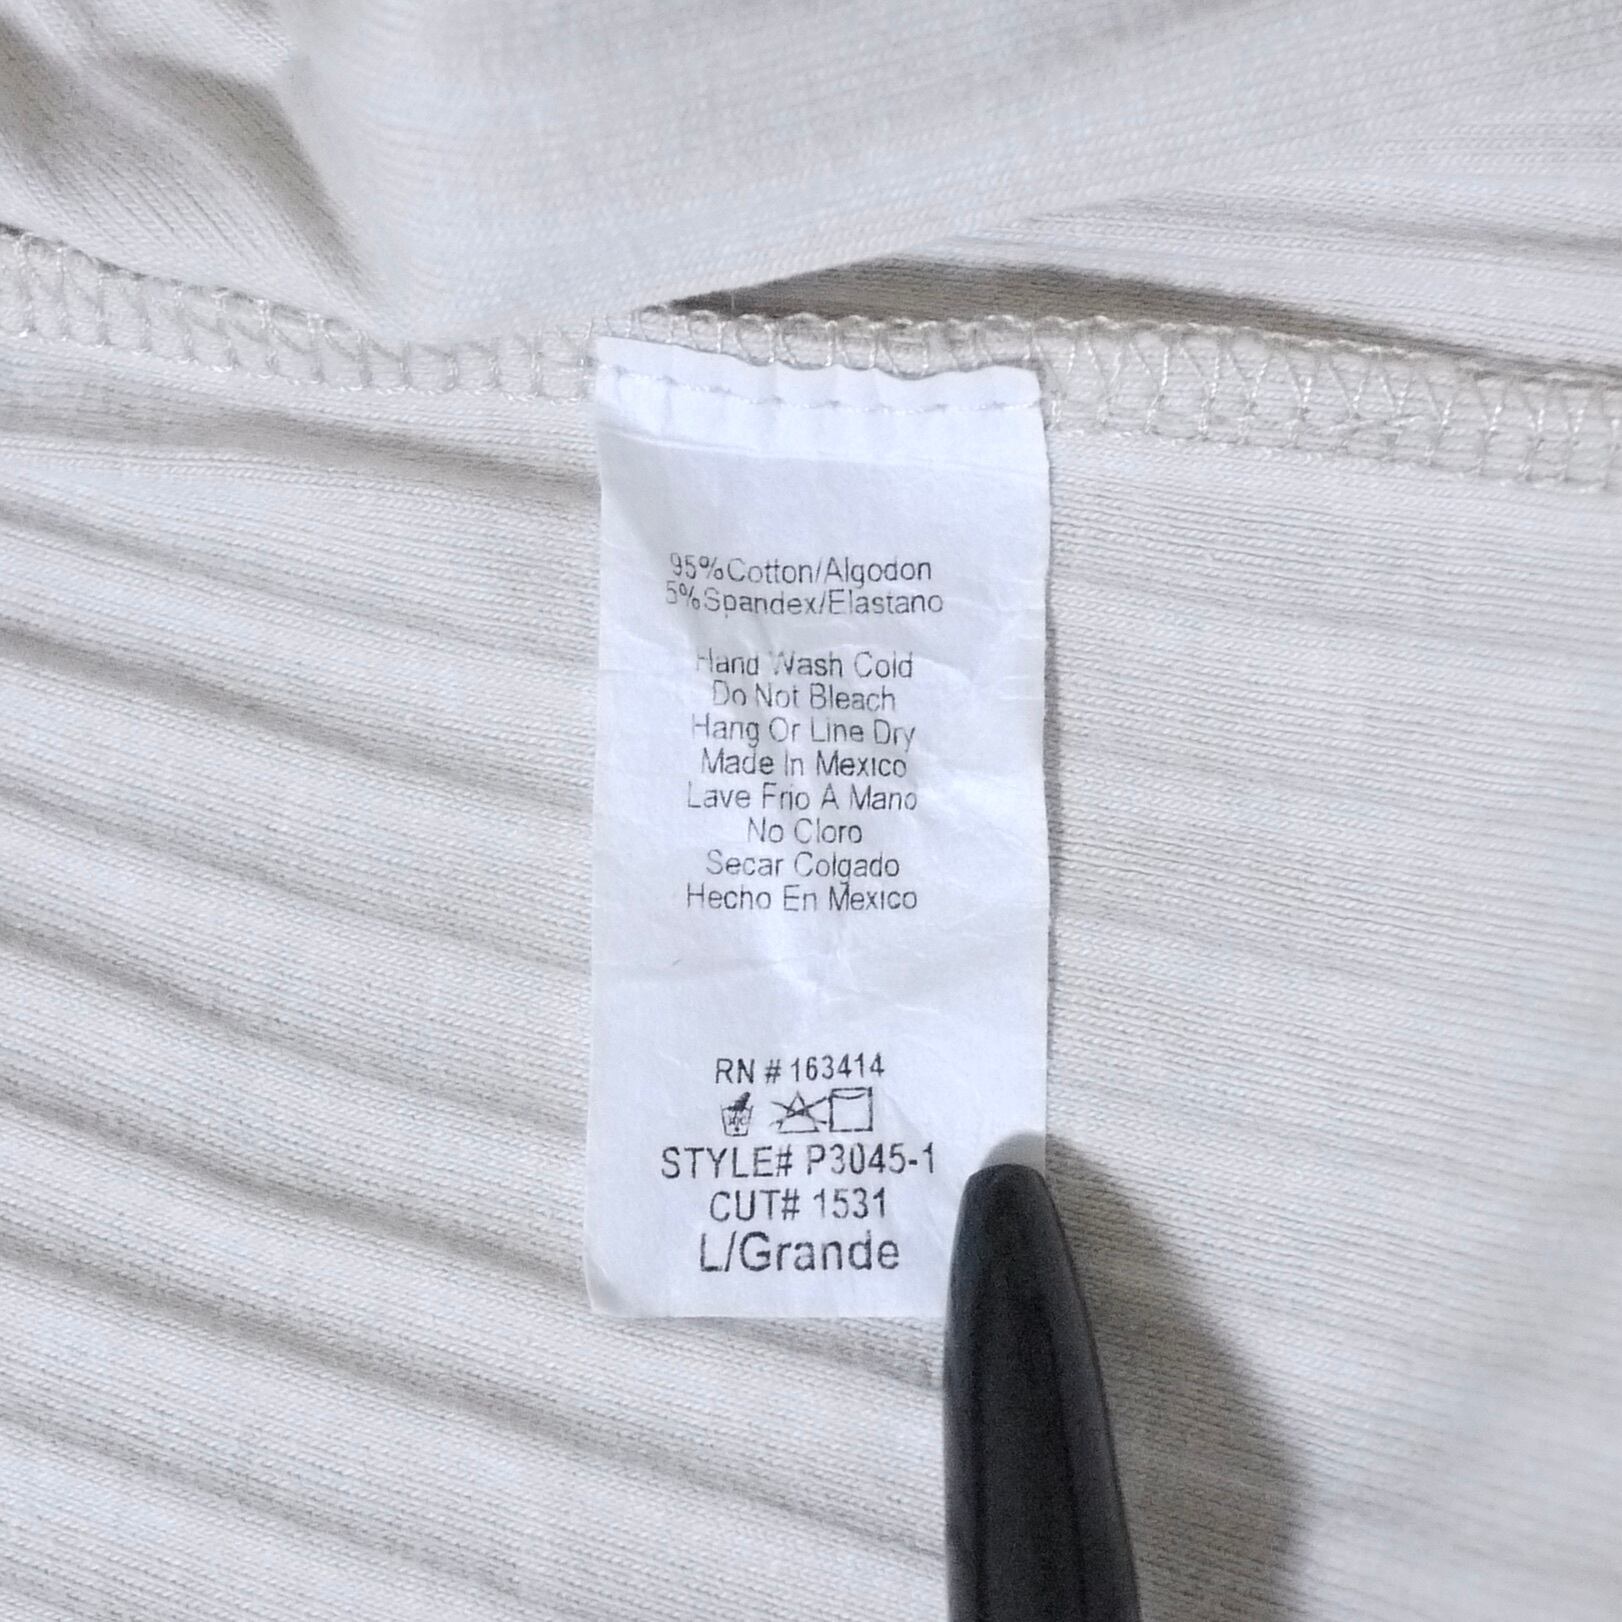 95%Cotton/Algodon
5%Spandex/Elastano
Hand Wash Cold
Do Not Bleach
Hang Or Line Dry
Made In Mexico
Lave Frio A Mano
No Cloro
Secar Colgado
Hecho En Mexico
RN # 163414
STYLE# P3045-1
CUT# 1531
L/Grande